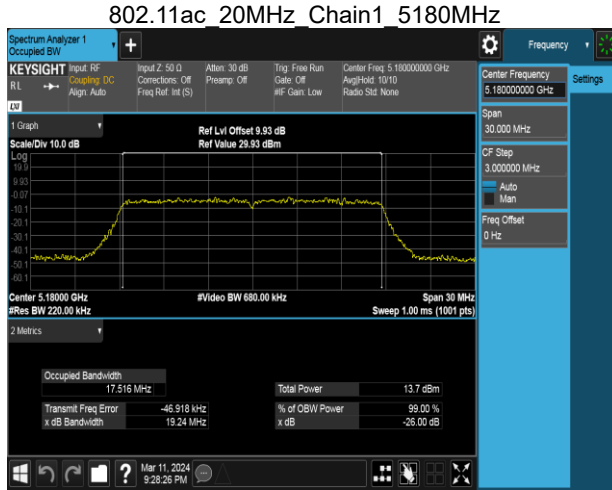 802.11ac_20MHz_Chain1_5180MHz
Spectrum Analyzer 1
Occupied BW
Frequency
KEYSIGHT
R L
Input: RF
Coupling: DC
Align: Auto
Input Z: 50 Ω
Corrections: Off
Freq Ref: Int (S)
Atten: 30 dB
Preamp: Off
Trig: Free Run
Gate: Off
#IF Gain: Low
Center Freq: 5.180000000 GHz
Avg|Hold: 10/10
Radio Std: None
LW
Center Frequency
5.180000000 GHz
Settings
Span
30.000 MHz
CF Step
3.000000 MHz
Auto
Man
Freq Offset
0 Hz
1 Graph
Scale/Div 10.0 dB
Ref Lvl Offset 9.93 dB
Ref Value 29.93 dBm
Log
19.9
9.93
-0.07
-10.1
-20.1
-30.1
-40.1
-50.1
-60.1
Center 5.18000 GHz
#Video BW 680.00 kHz
Span 30 MHz
#Res BW 220.00 kHz
Sweep 1.00 ms (1001 pts)
2 Metrics
Occupied Bandwidth
17.516 MHz
Total Power 13.7 dBm
Transmit Freq Error -46.918 kHz
% of OBW Power 99.00 %
x dB Bandwidth 19.24 MHz
x dB -26.00 dB
?
Mar 11, 2024
9:28:26 PM